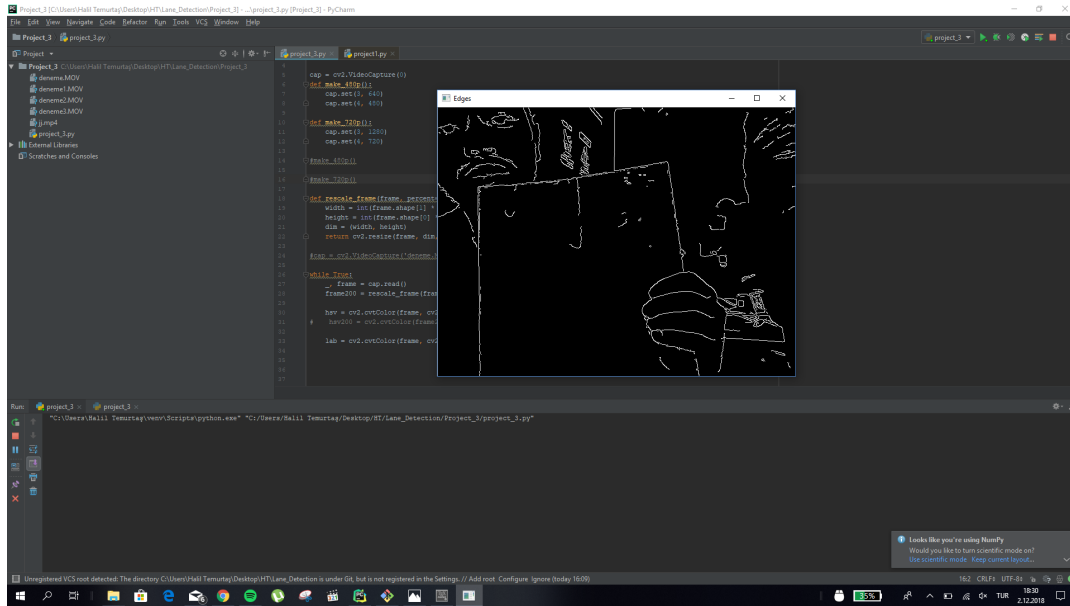 Project_3 [C:\Users\Halil Temurtaş\Desktop\HT\Lane_Detection\Project_3] - ...\project_3.py [Project_3] - PyCharm
File Edit View Navigate Code Refactor Run Tools VCS Window Help
Project_3 project_3.py
project_3
Project
project_3.py
project1.py
Project_3 C:\Users\Halil Temurtaş\Desktop\HT\Lane_Detection\Project_3
deneme.MOV
deneme1.MOV
deneme2.MOV
deneme3.MOV
jj.mp4
project_3.py
External Libraries
Scratches and Consoles
cap = cv2.VideoCapture(0)
def make_480p():
cap.set(3, 640)
cap.set(4, 480)
def make_720p():
cap.set(3, 1280)
cap.set(4, 720)
#make_480p()
#make_720p()
def rescale_frame(frame, percent
width = int(frame.shape[1] *
height = int(frame.shape[0] *
dim = (width, height)
return cv2.resize(frame, dim,
#cap = cv2.VideoCapture('deneme.
while True:
_, frame = cap.read()
frame200 = rescale_frame(fra
hsv = cv2.cvtColor(frame, cv2
# hsv200 = cv2.cvtColor(frame
lab = cv2.cvtColor(frame, cv2
Edges
Run: project_3 project_3
"C:\Users\Halil Temurtaş\venv\Scripts\python.exe" "C:/Users/Halil Temurtaş/Desktop/HT/Lane_Detection/Project_3/project_3.py"
Looks like you're using NumPy
Would you like to turn scientific mode on?
Use scientific mode Keep current layout...
Unregistered VCS root detected: The directory C:\Users\Halil Temurtaş\Desktop\HT\Lane_Detection is under Git, but is not registered in the Settings. // Add root Configure Ignore (today 16:09)
16:2 CRLF UTF-8
35% TUR 18:30
2.12.2018